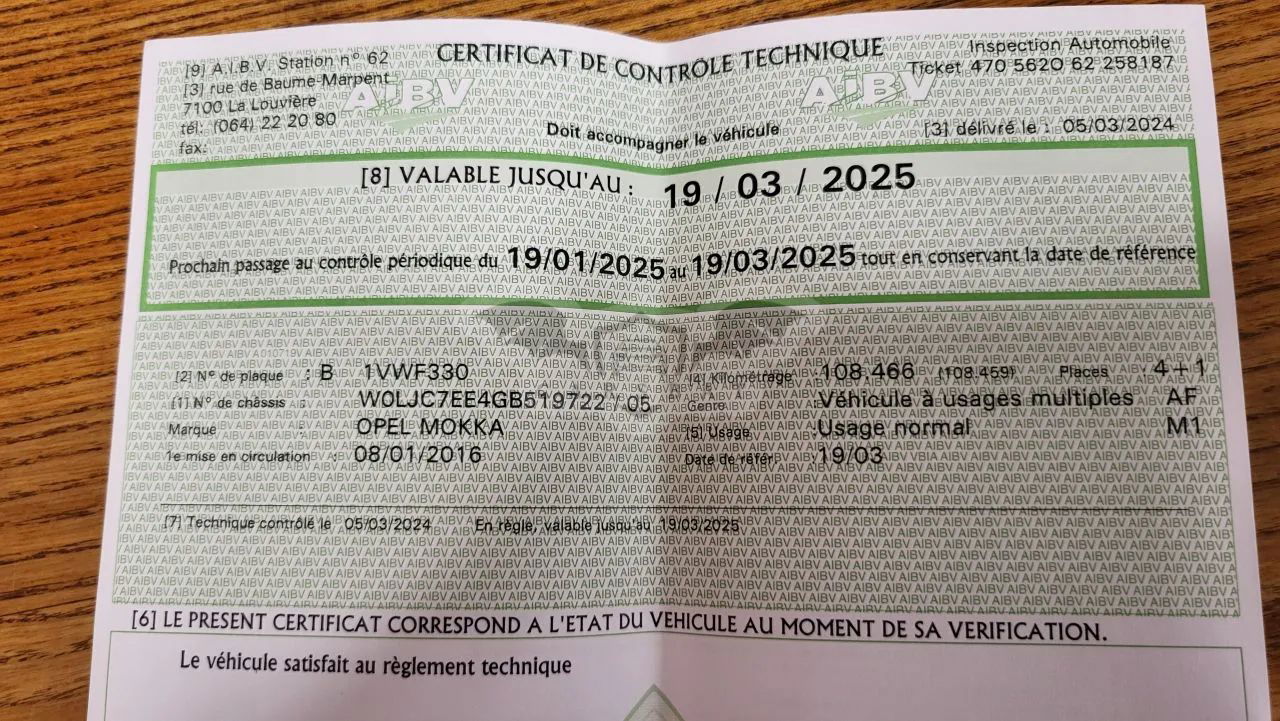 CERTIFICAT DE CONTRÔLE TECHNIQUE
[9] A.I.B.V. Station n° 62
[3] rue de Baume-Marpent
7100 La Louvière
tél: (064) 22 20 80
fax:
AIBV
AIBV
Inspection Automobile
Ticket 470 5620 62 258187
Doit accompagner le véhicule
[3] délivré le : 05/03/2024
[8] VALABLE JUSQU'AU : 19 / 03 / 2025
Prochain passage au contrôle périodique du 19/01/2025 au 19/03/2025 tout en conservant la date de référence
[2] N° de plaque : B 1VWF330 [4] Kilométrage 108.466 (108.459) Places 4+1
[1] N° de châssis : W0LJC7EE4GB519722 / 05 Genre Véhicule à usages multiples AF
Marque : OPEL MOKKA [5] Usage Usage normal M1
1e mise en circulation : 08/01/2016 Date de référ. 19/03
[7] Technique contrôlé le 05/03/2024 En règle, valable jusqu'au 19/03/2025
[6] LE PRESENT CERTIFICAT CORRESPOND A L'ETAT DU VEHICULE AU MOMENT DE SA VERIFICATION.
Le véhicule satisfait au règlement technique